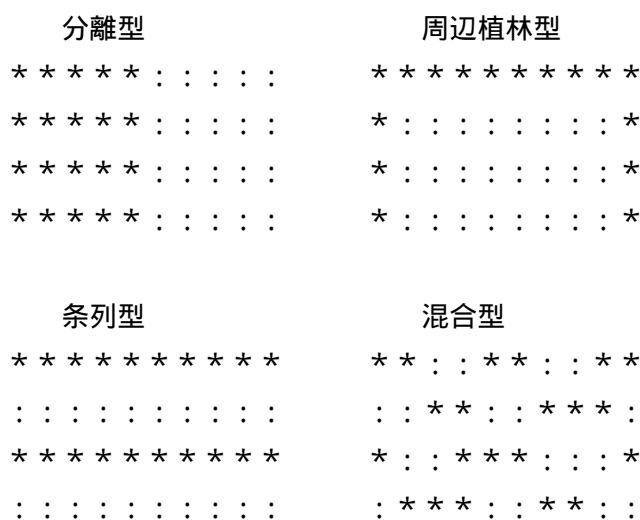 分離型
* * * * * : : : : :
* * * * * : : : : :
* * * * * : : : : :
* * * * * : : : : :
周辺植林型
* * * * * * * * * *
* : : : : : : : : *
* : : : : : : : : *
* : : : : : : : : *
条列型
* * * * * * * * * *
: : : : : : : : : :
* * * * * * * * * *
: : : : : : : : : :
混合型
* * : : * * : : * *
: : * * : : * * * :
* : : * * * : : : *
: * * * : : * * : :